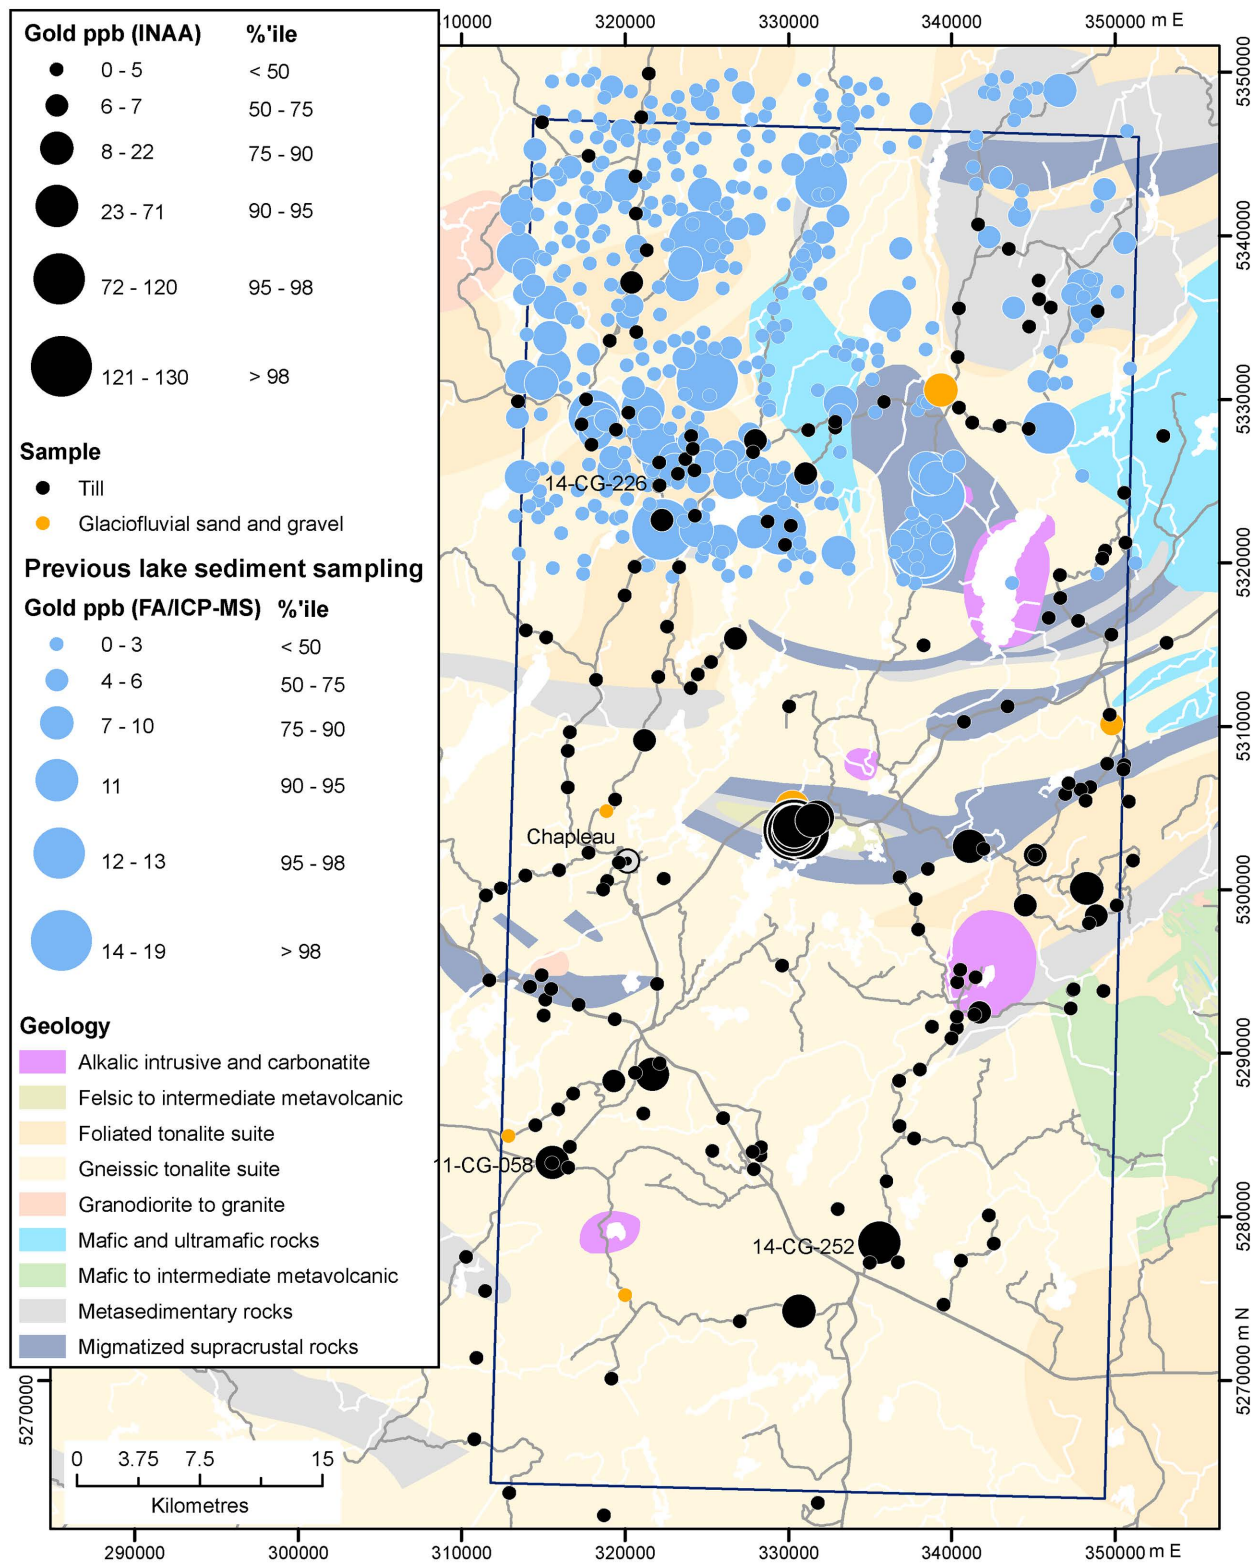 310000 320000 330000 340000 350000 m E
Gold ppb (INAA) %'ile
0 - 5 < 50
6 - 7 50 - 75
8 - 22 75 - 90
23 - 71 90 - 95
72 - 120 95 - 98
121 - 130 > 98
Sample
Till
Glaciofluvial sand and gravel
Previous lake sediment sampling
Gold ppb (FA/ICP-MS) %'ile
0 - 3 < 50
4 - 6 50 - 75
7 - 10 75 - 90
11 90 - 95
12 - 13 95 - 98
14 - 19 > 98
Geology
Alkalic intrusive and carbonatite
Felsic to intermediate metavolcanic
Foliated tonalite suite
Gneissic tonalite suite
Granodiorite to granite
Mafic and ultramafic rocks
Mafic to intermediate metavolcanic
Metasedimentary rocks
Migmatized supracrustal rocks
14-CG-226
Chapleau
11-CG-058
14-CG-252
5350000
5340000
5330000
5320000
5310000
5300000
5290000
5280000
5270000 m N
5270000
0 3.75 7.5 15
Kilometres
290000 300000 310000 320000 330000 340000 350000 m E